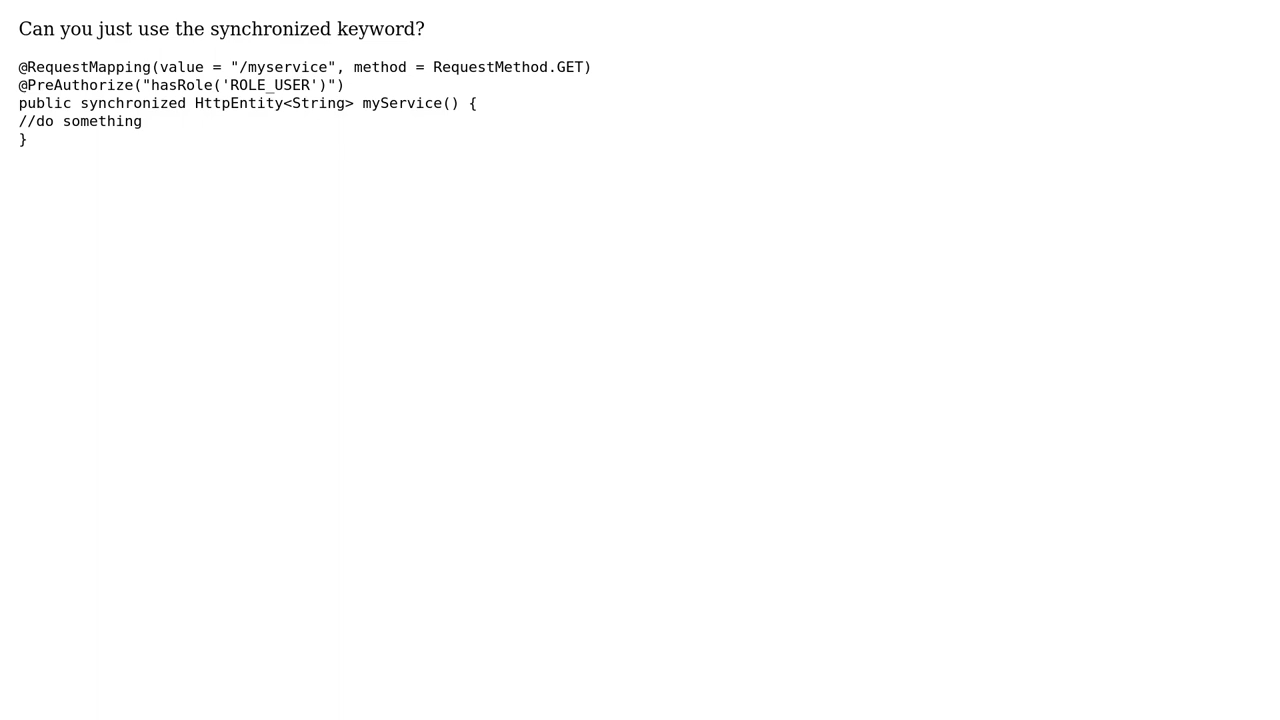 Can you just use the synchronized keyword?
@RequestMapping(value = "/myservice", method = RequestMethod.GET)
@PreAuthorize("hasRole('ROLE_USER')")
public synchronized HttpEntity<String> myService() {
//do something
}